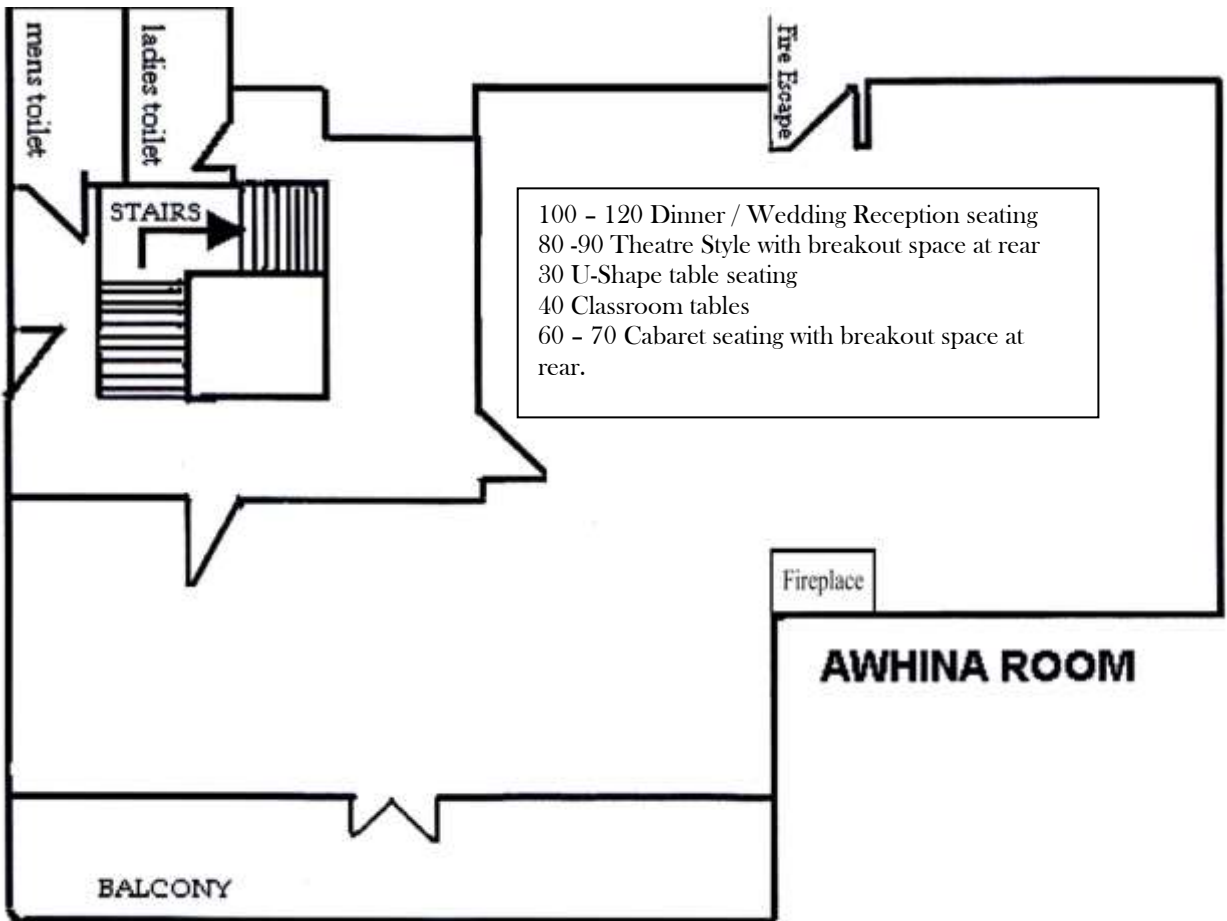 mens toilet
ladies toilet
Fire Escape
STAIRS
100 – 120 Dinner / Wedding Reception seating
80 -90 Theatre Style with breakout space at rear
30 U-Shape table seating
40 Classroom tables
60 – 70 Cabaret seating with breakout space at
rear.
Fireplace
AWHINA ROOM
BALCONY